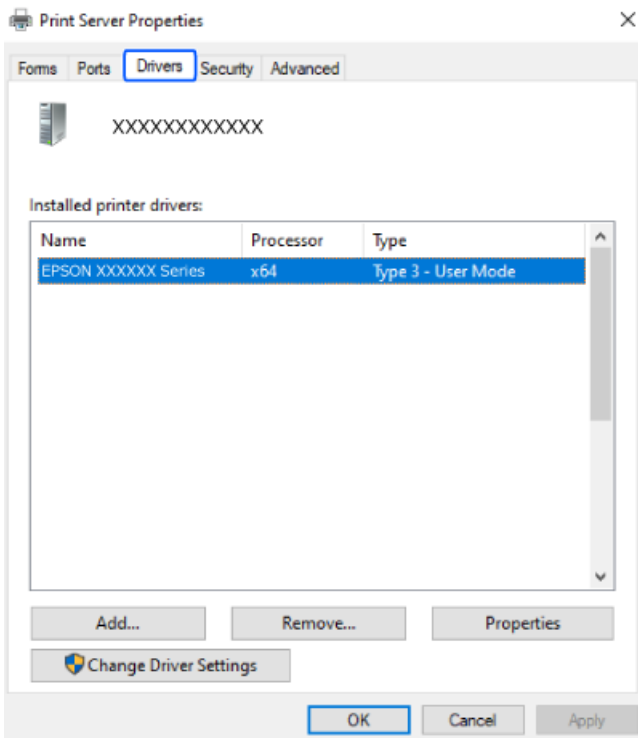 Print Server Properties
Forms Ports Drivers Security Advanced
XXXXXXXXXXXX
Installed printer drivers:
Name Processor Type
EPSON XXXXXX Series x64 Type 3 - User Mode
Add... Remove... Properties
Change Driver Settings
OK Cancel Apply